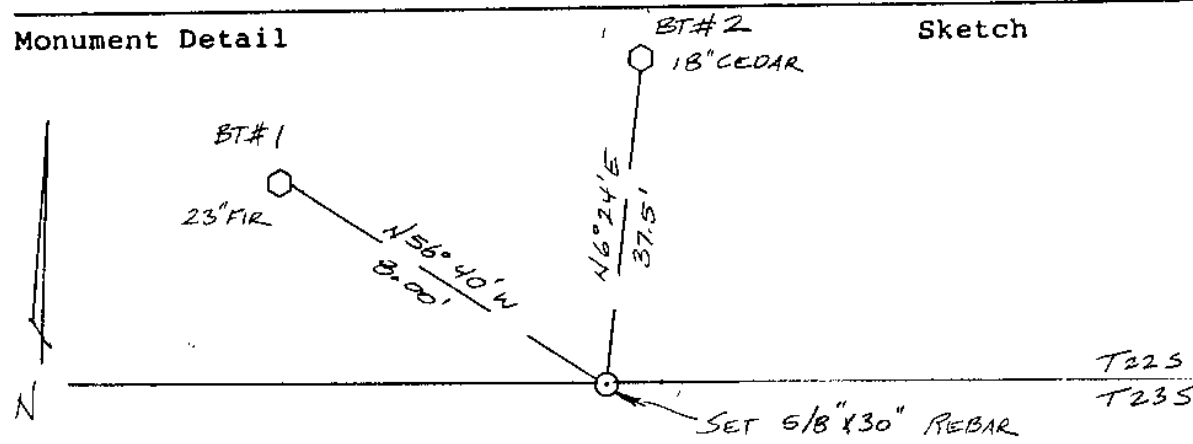 Monument Detail
Sketch
BT#2
18"CEDAR
BT#1
23"FIR
N56°40'W
8.00'
N6°24'E
37.5'
T22S
T23S
N
SET 5/8"X30" REBAR